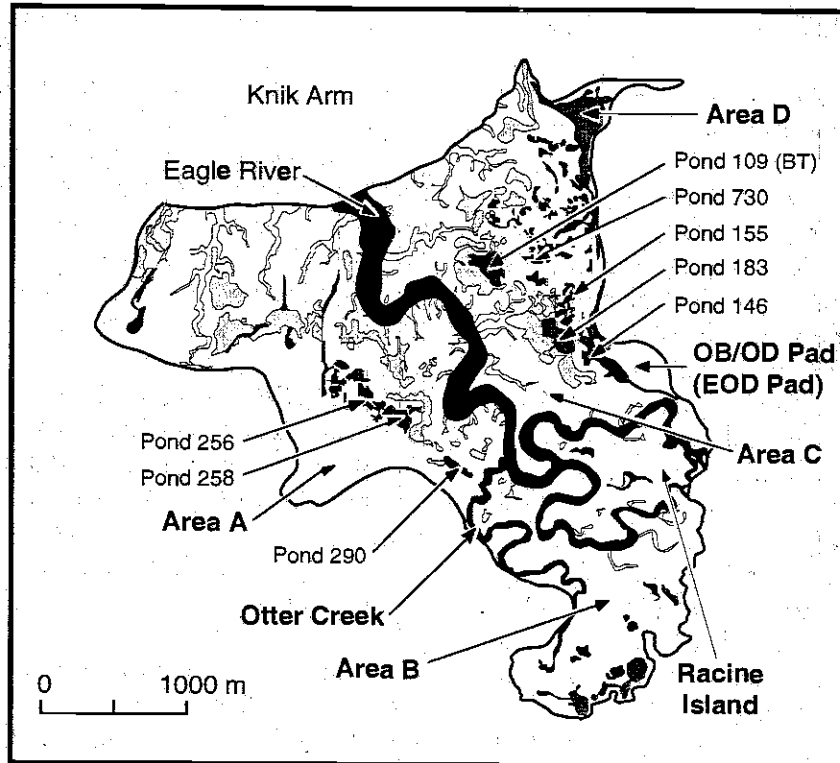 Knik Arm
Area D
Pond 109 (BT)
Eagle River
Pond 730
Pond 155
Pond 183
Pond 146
OB/OD Pad
(EOD Pad)
Pond 256
Area C
Pond 258
Area A
Pond 290
Otter Creek
Area B
Racine
Island
0 1000 m